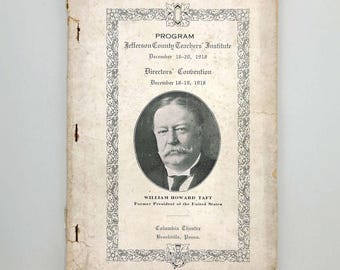 PROGRAM
Jefferson County Teachers' Institute
December 16-20, 1918
Directors' Convention
December 18-19, 1918
WILLIAM HOWARD TAFT
Former President of the United States
Columbia Theatre
Brookville, Penna.